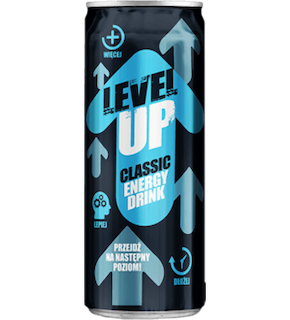 WIĘCEJ
LEVEL
UP
CLASSIC
ENERGY
DRINK
LEPIEJ
PRZEJDŹ
NA NASTĘPNY
POZIOM!
DŁUŻEJ